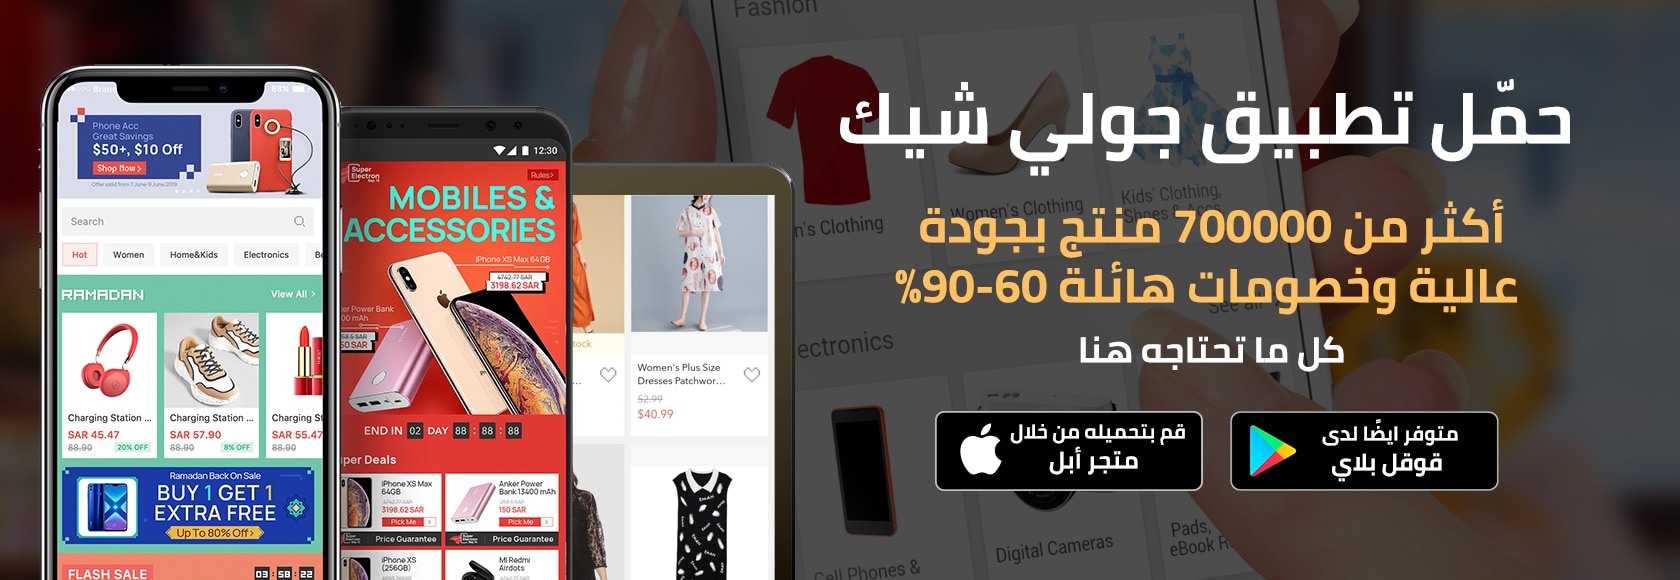 Phone Acc
Great Savings
$50+, $10 Off
Shop Now >
Offer valid from 7 June-9 June 2019
88%
Search
Hot
Women
Home&Kids
Electronics
RAMADAN
View All >
Charging Station ...
SAR 45.47
88.90
20% OFF
Charging Station ...
SAR 57.90
88.90
8% OFF
Charging St
SAR 55.47
88.90
Ramadan Back On Sale
BUY 1 GET 1
EXTRA FREE
Up To 80% Off >
FLASH SALE
03:58:22
12:30
Super
Electron
Rules>
MOBILES &
ACCESSORIES
iPhone XS Max 64GB
4742.77 SAR
3198.62 SAR
er Power Bank
00 mAh
END IN 02 DAY 88 : 88 : 88
per Deals
iPhone XS Max
64GB
3198.62 SAR
Pick Me >
Price Guarantee
Anker Power
Bank 13400 mAh
150 SAR
Pick Me >
Price Guarantee
iPhone XS
(256GB)
MI Redmi
Airdots
tock
Women's Plus Size
Dresses Patchwor...
52.99
$40.99
Fashion
n's Clothing
Women's Clothing
Kids' Clothing,
Shoes & Accs
See all
ectronics
Cell Phones &
Digital Cameras
Pads,
eBook R
حمّل تطبيق جولي شيك
أكثر من 700000 منتج بجودة
عالية وخصومات هائلة 60-90%
كل ما تحتاجه هنا
قم بتحميله من خلال
متجر أبل
متوفر ايضًا لدى
قوقل بلاي